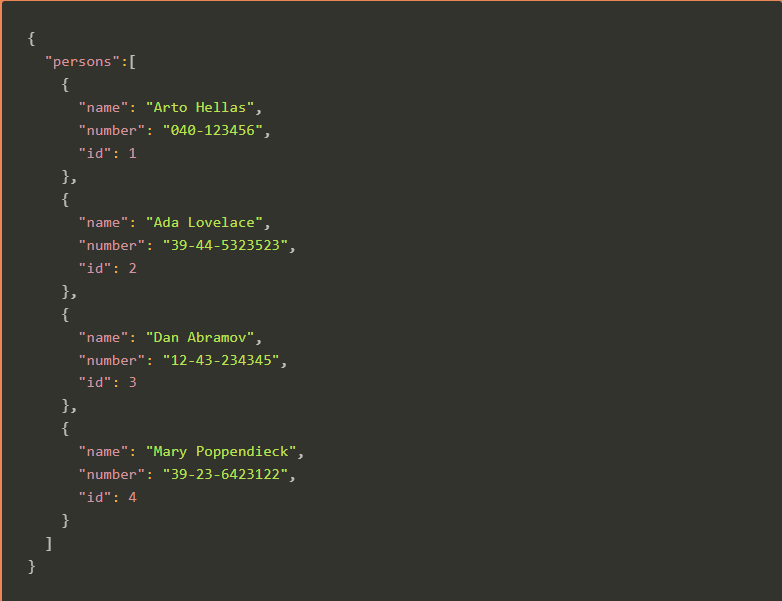 {
  "persons":[
    {
      "name": "Arto Hellas",
      "number": "040-123456",
      "id": 1
    },
    {
      "name": "Ada Lovelace",
      "number": "39-44-5323523",
      "id": 2
    },
    {
      "name": "Dan Abramov",
      "number": "12-43-234345",
      "id": 3
    },
    {
      "name": "Mary Poppendieck",
      "number": "39-23-6423122",
      "id": 4
    }
  ]
}